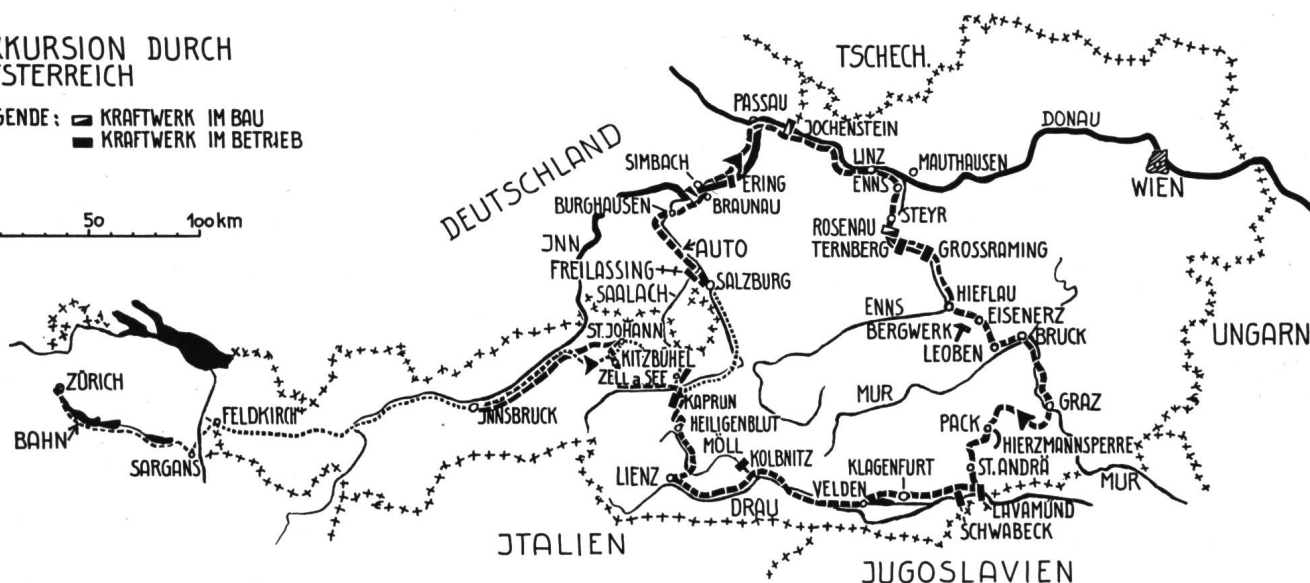 KURSION DURCH
STERREICH
GENDE: KRAFTWERK IM BAU
KRAFTWERK IM BETRIEB
50 100 km
TSCHECH.
PASSAU
JOCHENSTEIN
DONAU
DEUTSCHLAND
SIMBACH
LINZ
MAUTHAUSEN
ERING
ENNS
WIEN
BURGHAUSEN
BRAUNAU
STEYR
JNN
AUTO
ROSENAU
TERNBERG
GROSSRAMING
FREILASSING
SALZBURG
SAALACH
ENNS
HIEFLAU
EISENERZ
ST. JOHANN
BERGWERK
BRUCK
UNGARN
KITZBÜHEL
LEOBEN
ZELL a SEE
ZÜRICH
MUR
KAPRUN
FELDKIRCH
JNNSBRUCK
PACK
GRAZ
BAHN
HEILIGENBLUT
HIERZMANNSPERRE
SARGANS
MÖLL
KOLBNITZ
KLAGENFURT
ST. ANDRÄ
LIENZ
MUR
VELDEN
DRAU
LAVAMÜND
SCHWABECK
JTALIEN
JUGOSLAVIEN